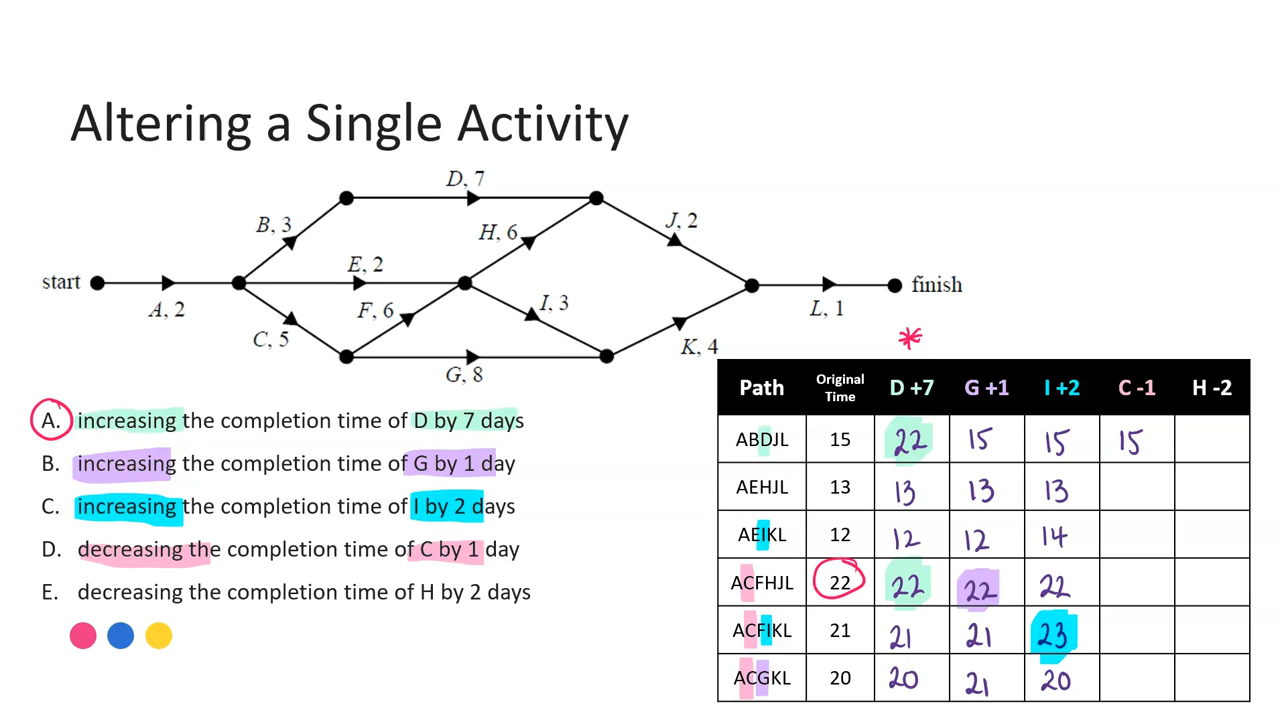 Altering a Single Activity
D, 7
B, 3
H, 6
J, 2
E, 2
start
finish
A, 2
F, 6
I, 3
L, 1
C, 5
K, 4
G, 8
*
A. increasing the completion time of D by 7 days
B. increasing the completion time of G by 1 day
C. increasing the completion time of I by 2 days
D. decreasing the completion time of C by 1 day
E. decreasing the completion time of H by 2 days
Path Original Time D +7 G +1 I +2 C -1 H -2
ABDJL 15 22 15 15 15
AEHJL 13 13 13 13
AEIKL 12 12 12 14
ACFHJL 22 22 22 22
ACFIKL 21 21 21 23
ACGKL 20 20 21 20